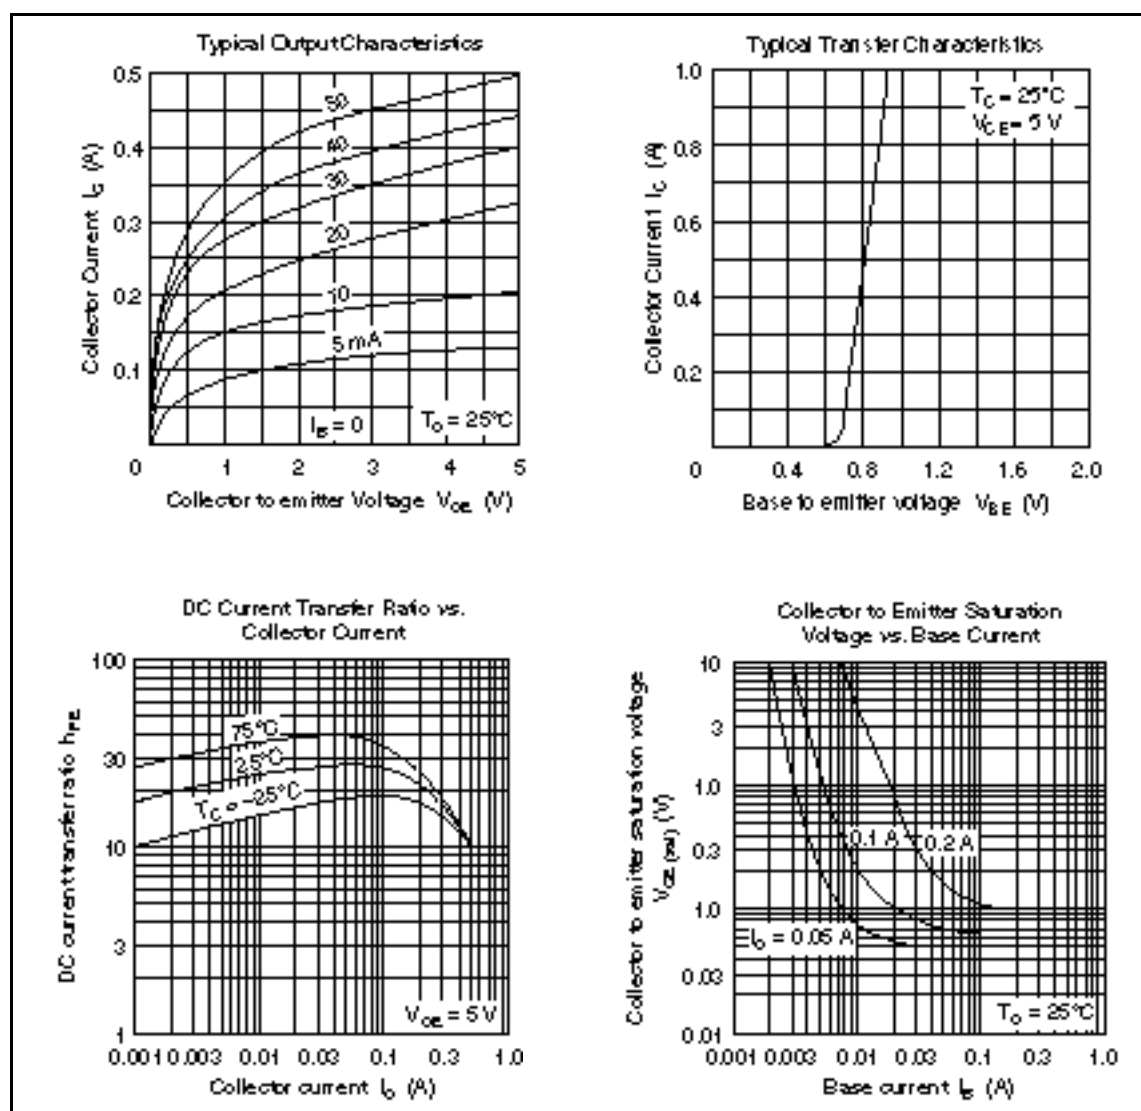 Typical Output Characteristics
0.5
0.4
0.3
0.2
0.1
Collector Current I_C (A)
50
40
30
20
10
5 mA
I_B = 0
T_C = 25°C
0 1 2 3 4 5
Collector to emitter Voltage V_CE (V)
Typical Transfer Characteristics
1.0
0.8
0.6
0.4
0.2
Collector Current I_C (A)
T_C = 25°C
V_CE = 5 V
0 0.4 0.8 1.2 1.6 2.0
Base to emitter voltage V_BE (V)
DC Current Transfer Ratio vs.
Collector Current
100
30
10
3
1
DC current transfer ratio h_FE
75°C
25°C
T_C = −25°C
V_CE = 5 V
0.001 0.003 0.01 0.03 0.1 0.3 1.0
Collector current I_C (A)
Collector to Emitter Saturation
Voltage vs. Base Current
10
3
1.0
0.3
1.0
0.03
0.01
Collector to emitter saturation voltage
V_CE (sat) (V)
0.1 A
0.2 A
I_C = 0.05 A
T_C = 25°C
0.001 0.003 0.01 0.03 0.1 0.3 1.0
Base current I_B (A)